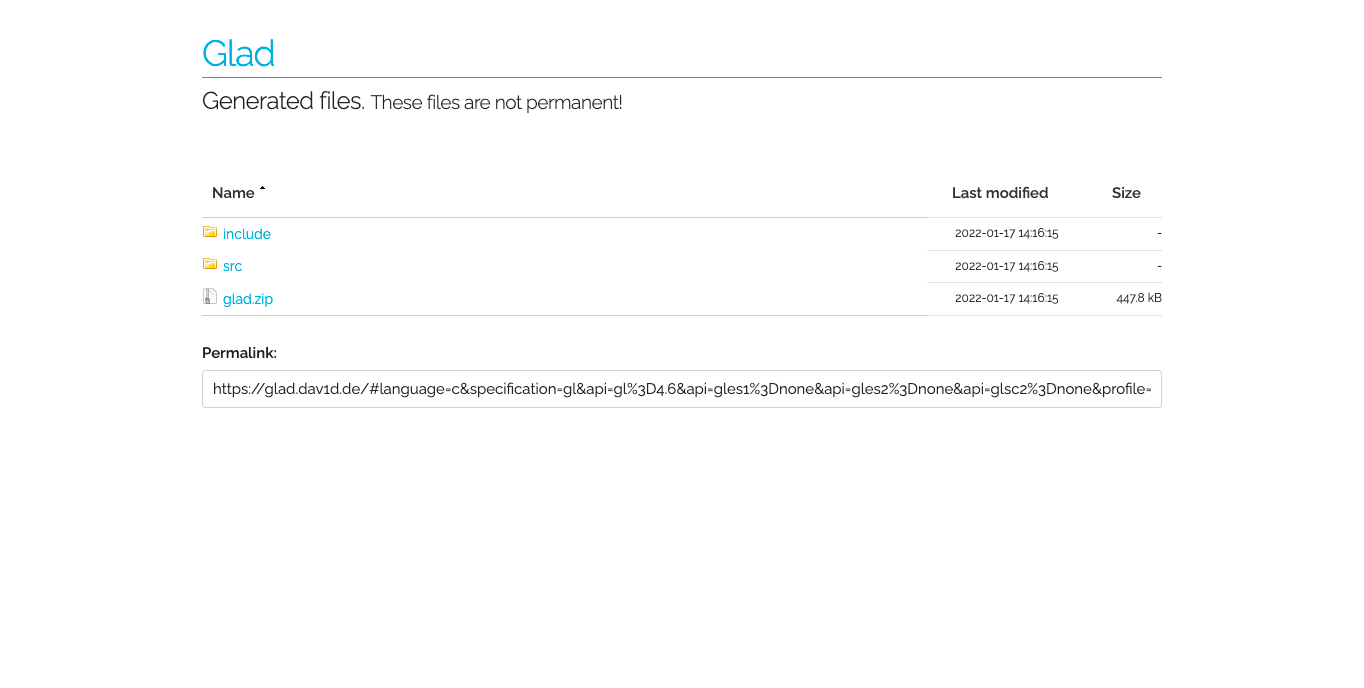 Glad
Generated files. These files are not permanent!
Name Last modified Size
include 2022-01-17 14:16:15 -
src 2022-01-17 14:16:15 -
glad.zip 2022-01-17 14:16:15 447.8 kB
Permalink:
https://glad.dav1d.de/#language=c&specification=gl&api=gl%3D4.6&api=gles1%3Dnone&api=gles2%3Dnone&api=glsc2%3Dnone&profile=